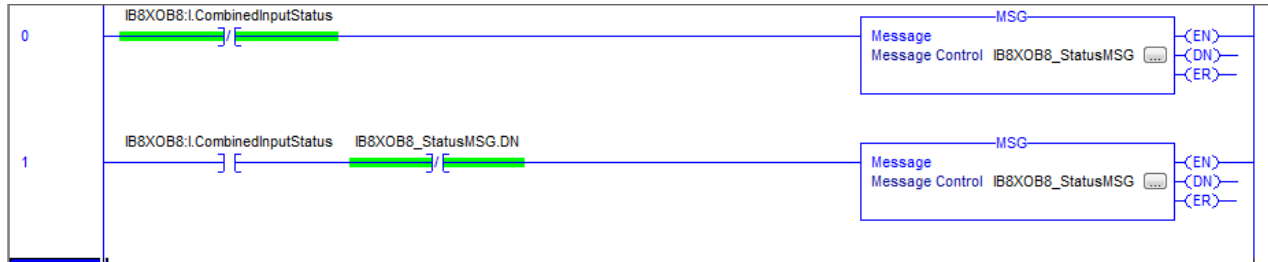 IB8XOB8:I.CombinedInputStatus
MSG
0
Message
(EN)
Message Control IB8XOB8_StatusMSG ...
(DN)
(ER)
IB8XOB8:I.CombinedInputStatus IB8XOB8_StatusMSG.DN
MSG
1
Message
(EN)
Message Control IB8XOB8_StatusMSG ...
(DN)
(ER)